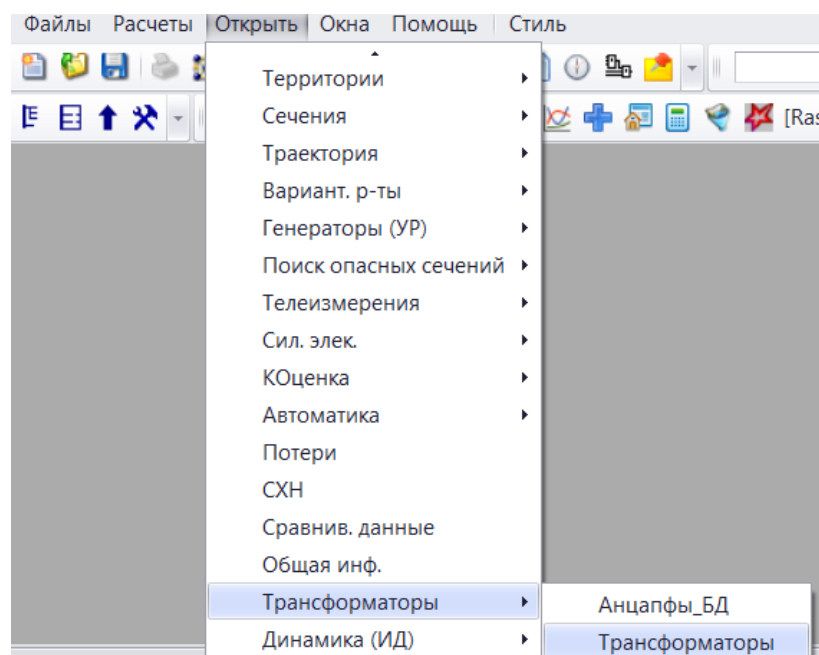 Файлы Расчеты Открыть Окна Помощь Стиль
[Ras
Территории
Сечения
Траектория
Вариант. р-ты
Генераторы (УР)
Поиск опасных сечений
Телеизмерения
Сил. элек.
КОценка
Автоматика
Потери
СХН
Сравнив. данные
Общая инф.
Трансформаторы
Анцапфы_БД
Динамика (ИД)
Трансформаторы